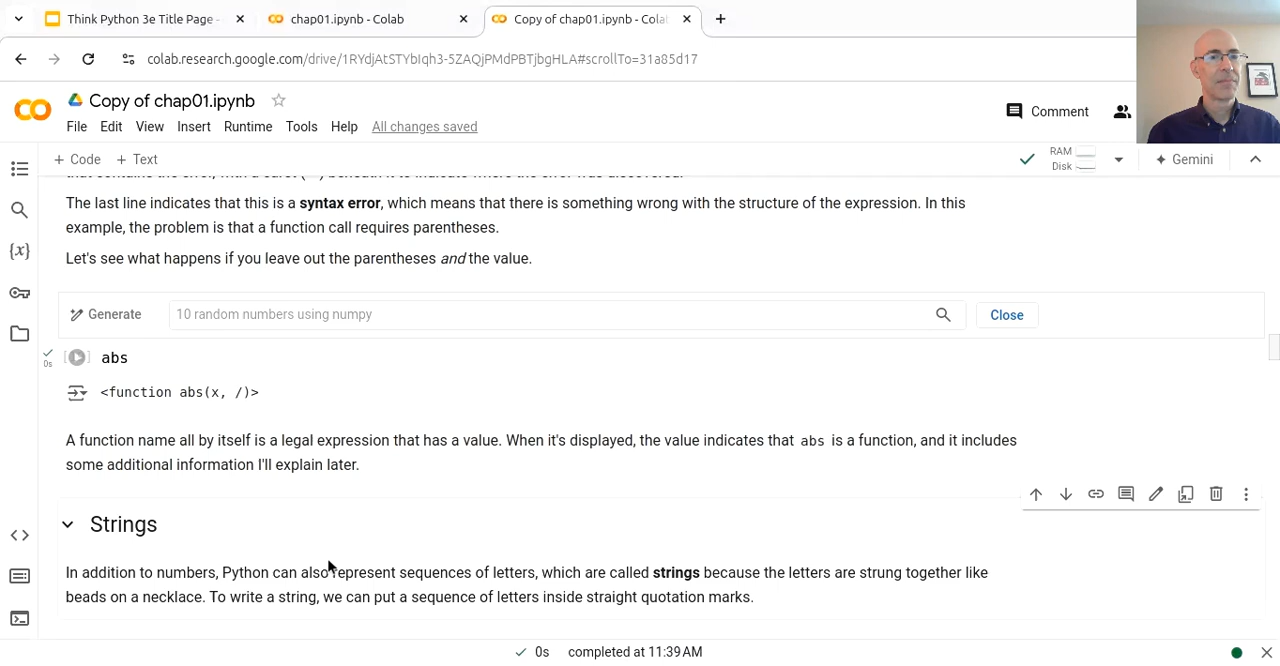 Think Python 3e Title Page -
chap01.ipynb - Colab
Copy of chap01.ipynb - Cola
colab.research.google.com/drive/1RYdjAtSTYbIqh3-5ZAQjPMdPBTjbgHLA#scrollTo=31a85d17
Copy of chap01.ipynb
Comment
File Edit View Insert Runtime Tools Help All changes saved
+ Code + Text
RAM
Disk
Gemini
The last line indicates that this is a syntax error, which means that there is something wrong with the structure of the expression. In this
example, the problem is that a function call requires parentheses.
Let's see what happens if you leave out the parentheses and the value.
Generate
10 random numbers using numpy
Close
0s
abs
<function abs(x, /)>
A function name all by itself is a legal expression that has a value. When it's displayed, the value indicates that abs is a function, and it includes
some additional information I'll explain later.
Strings
In addition to numbers, Python can also represent sequences of letters, which are called strings because the letters are strung together like
beads on a necklace. To write a string, we can put a sequence of letters inside straight quotation marks.
0s completed at 11:39 AM